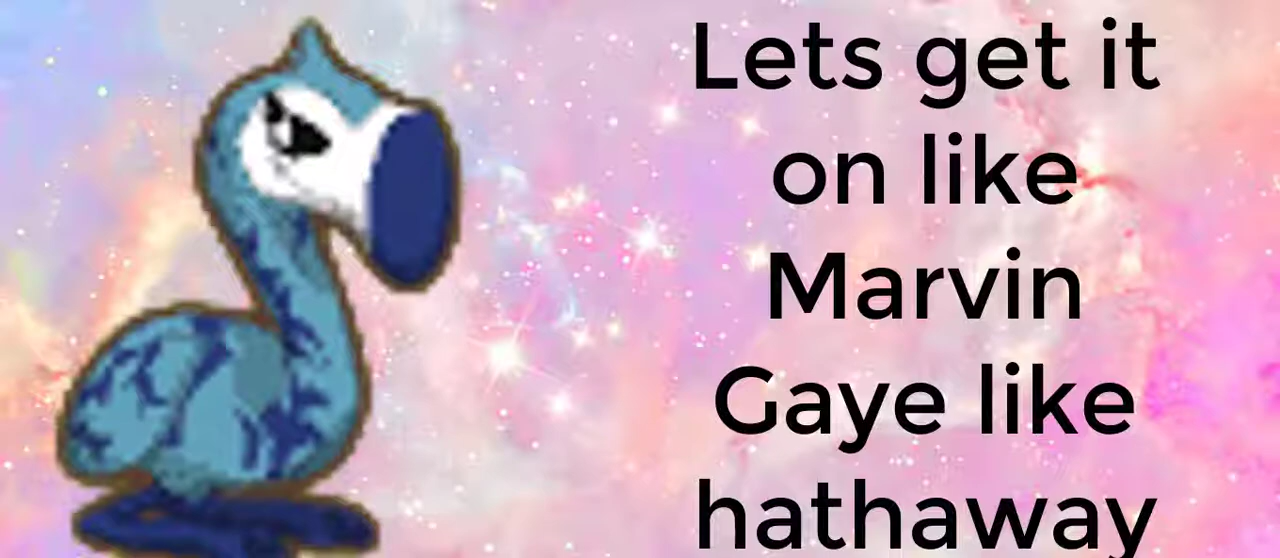 Lets get it
on like
Marvin
Gaye like
hathaway